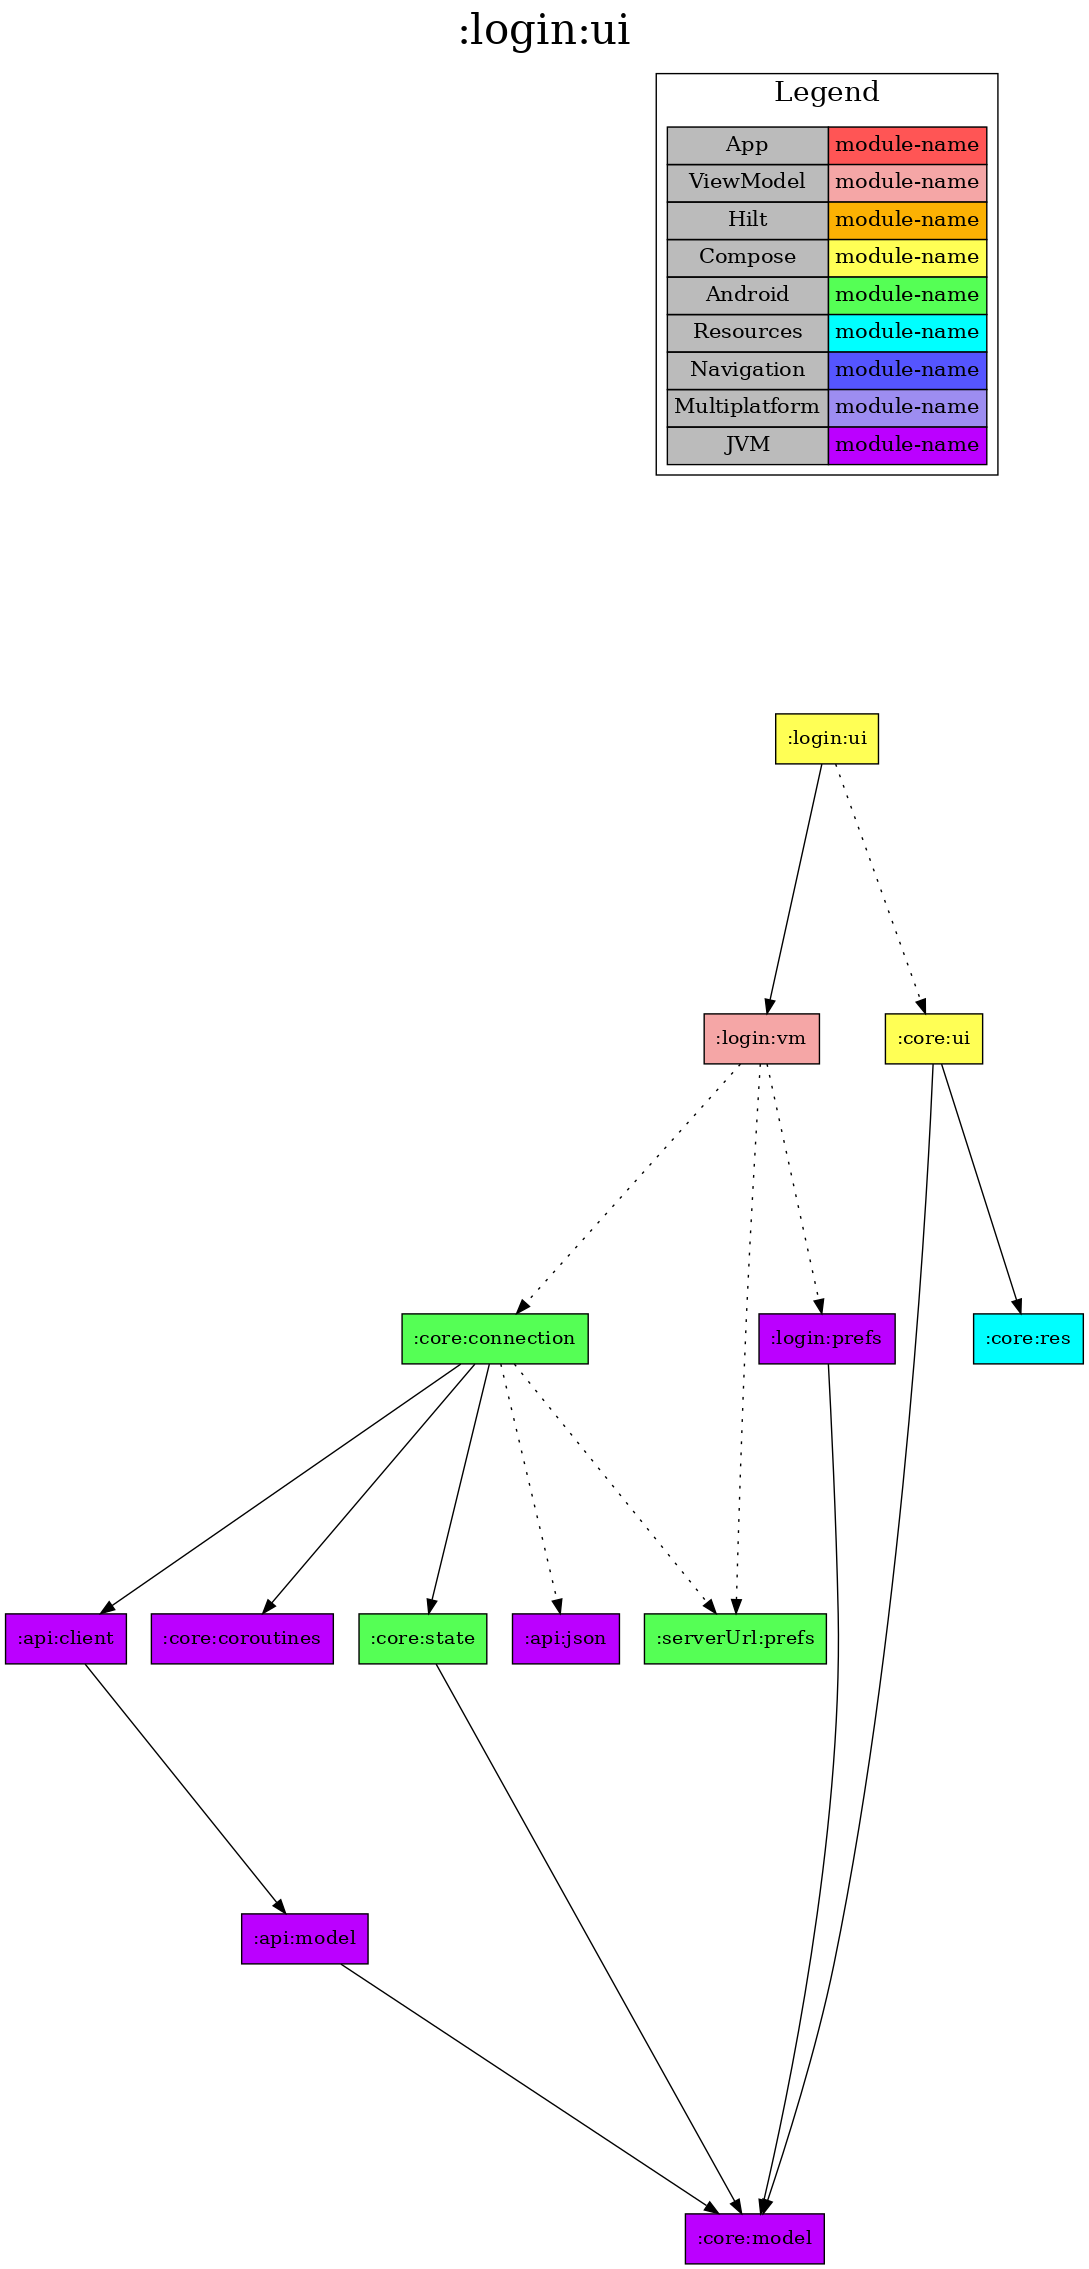 :login:ui
Legend
App module-name
ViewModel module-name
Hilt module-name
Compose module-name
Android module-name
Resources module-name
Navigation module-name
Multiplatform module-name
JVM module-name
:login:ui
:login:vm
:core:ui
:core:connection
:login:prefs
:core:res
:api:client
:core:coroutines
:core:state
:api:json
:serverUrl:prefs
:api:model
:core:model